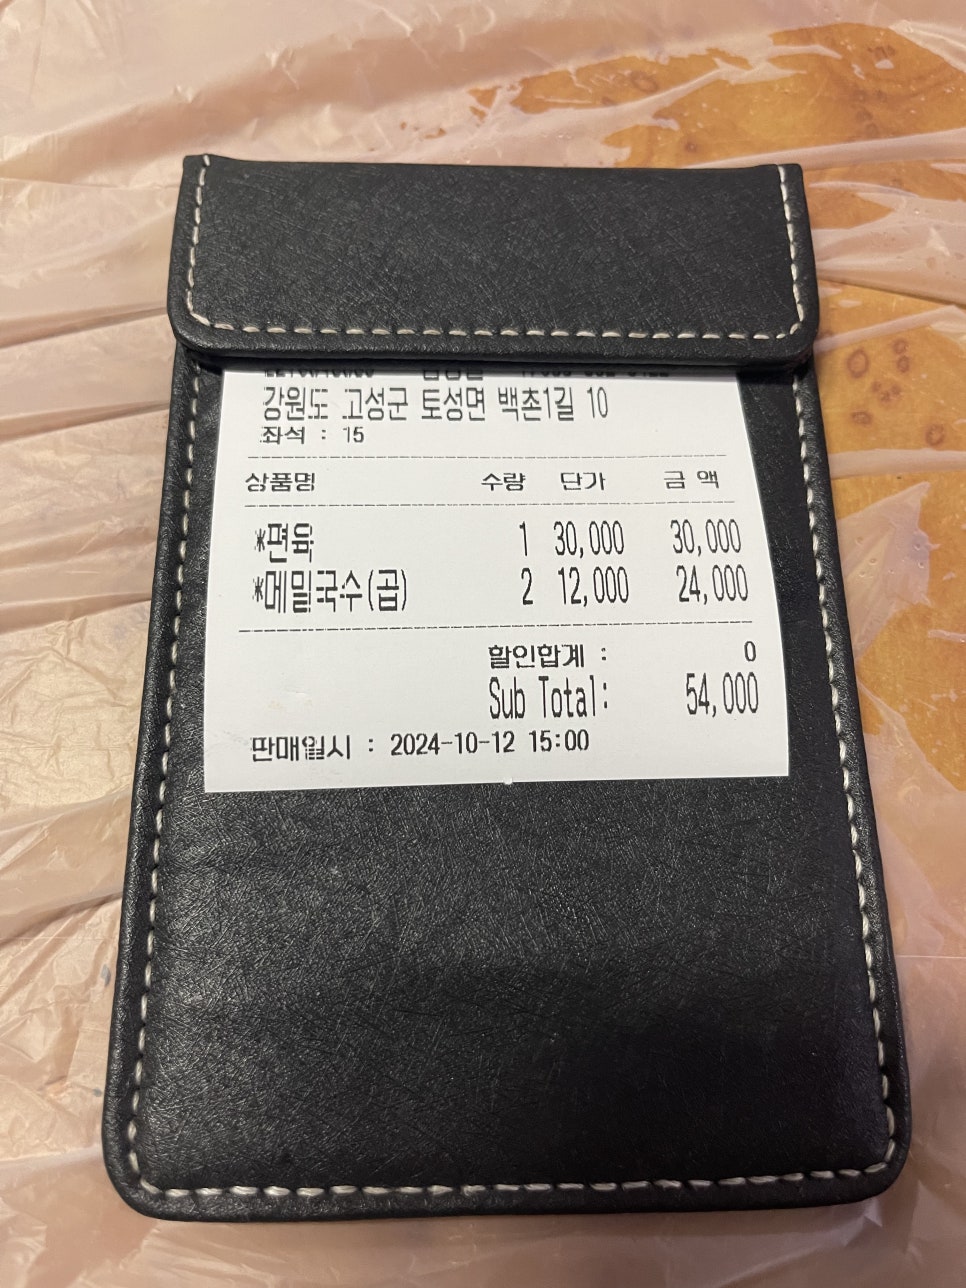 강원도 고성군 토성면 백촌1길 10
좌석 : 15
상품명 수량 단가 금 액
*편육 1 30,000 30,000
*메밀국수(곱) 2 12,000 24,000
할인합계 : 0
Sub Total: 54,000
판매일시 : 2024-10-12 15:00